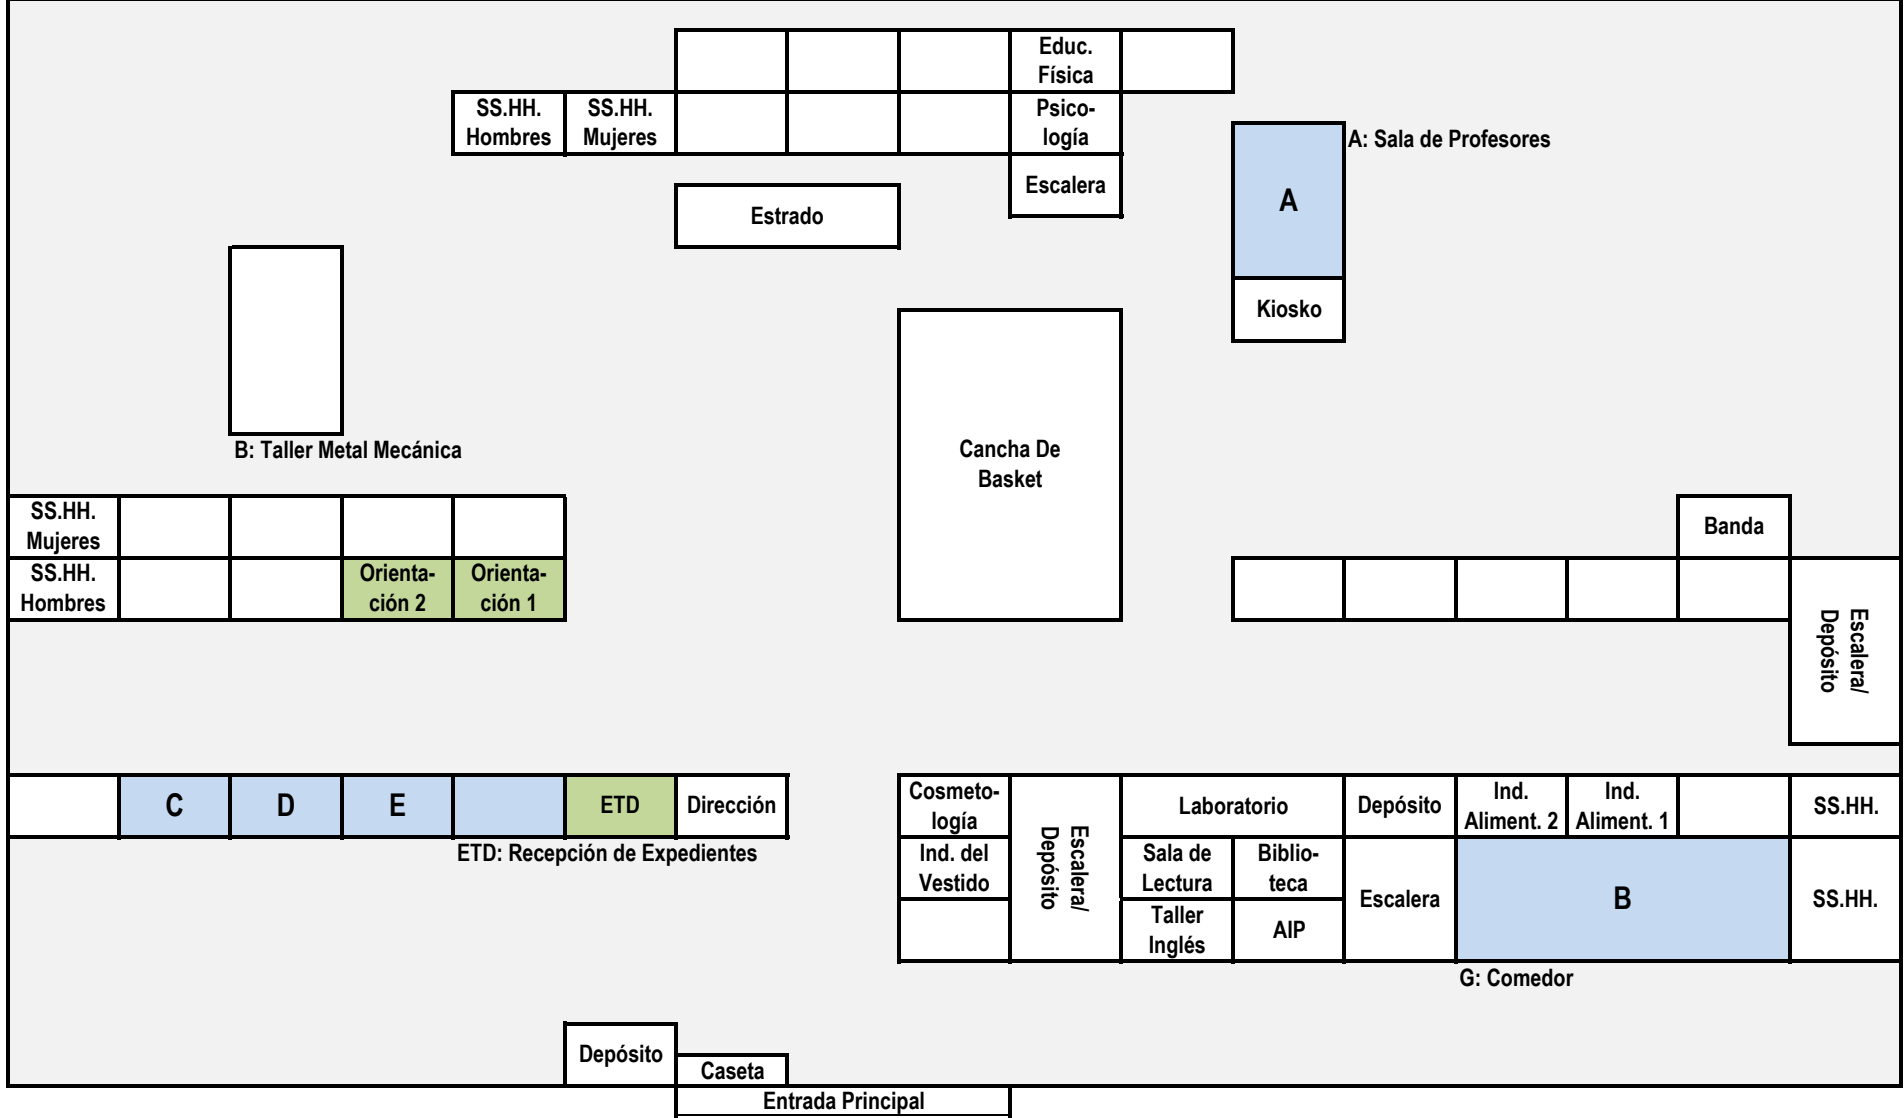 Educ.
Física
SS.HH.
Hombres
SS.HH.
Mujeres
Psico-
logía
A: Sala de Profesores
Escalera
A
Estrado
Kiosko
B: Taller Metal Mecánica
Cancha De
Basket
SS.HH.
Mujeres
Banda
SS.HH.
Hombres
Orienta-
ción 2
Orienta-
ción 1
Escalera/
Depósito
C
D
E
ETD
Dirección
Cosmeto-
logía
Laboratorio
Depósito
Ind.
Aliment. 2
Ind.
Aliment. 1
SS.HH.
ETD: Recepción de Expedientes
Ind. del
Vestido
Escalera/
Depósito
Sala de
Lectura
Biblio-
teca
Escalera
B
SS.HH.
Taller
Inglés
AIP
G: Comedor
Depósito
Caseta
Entrada Principal